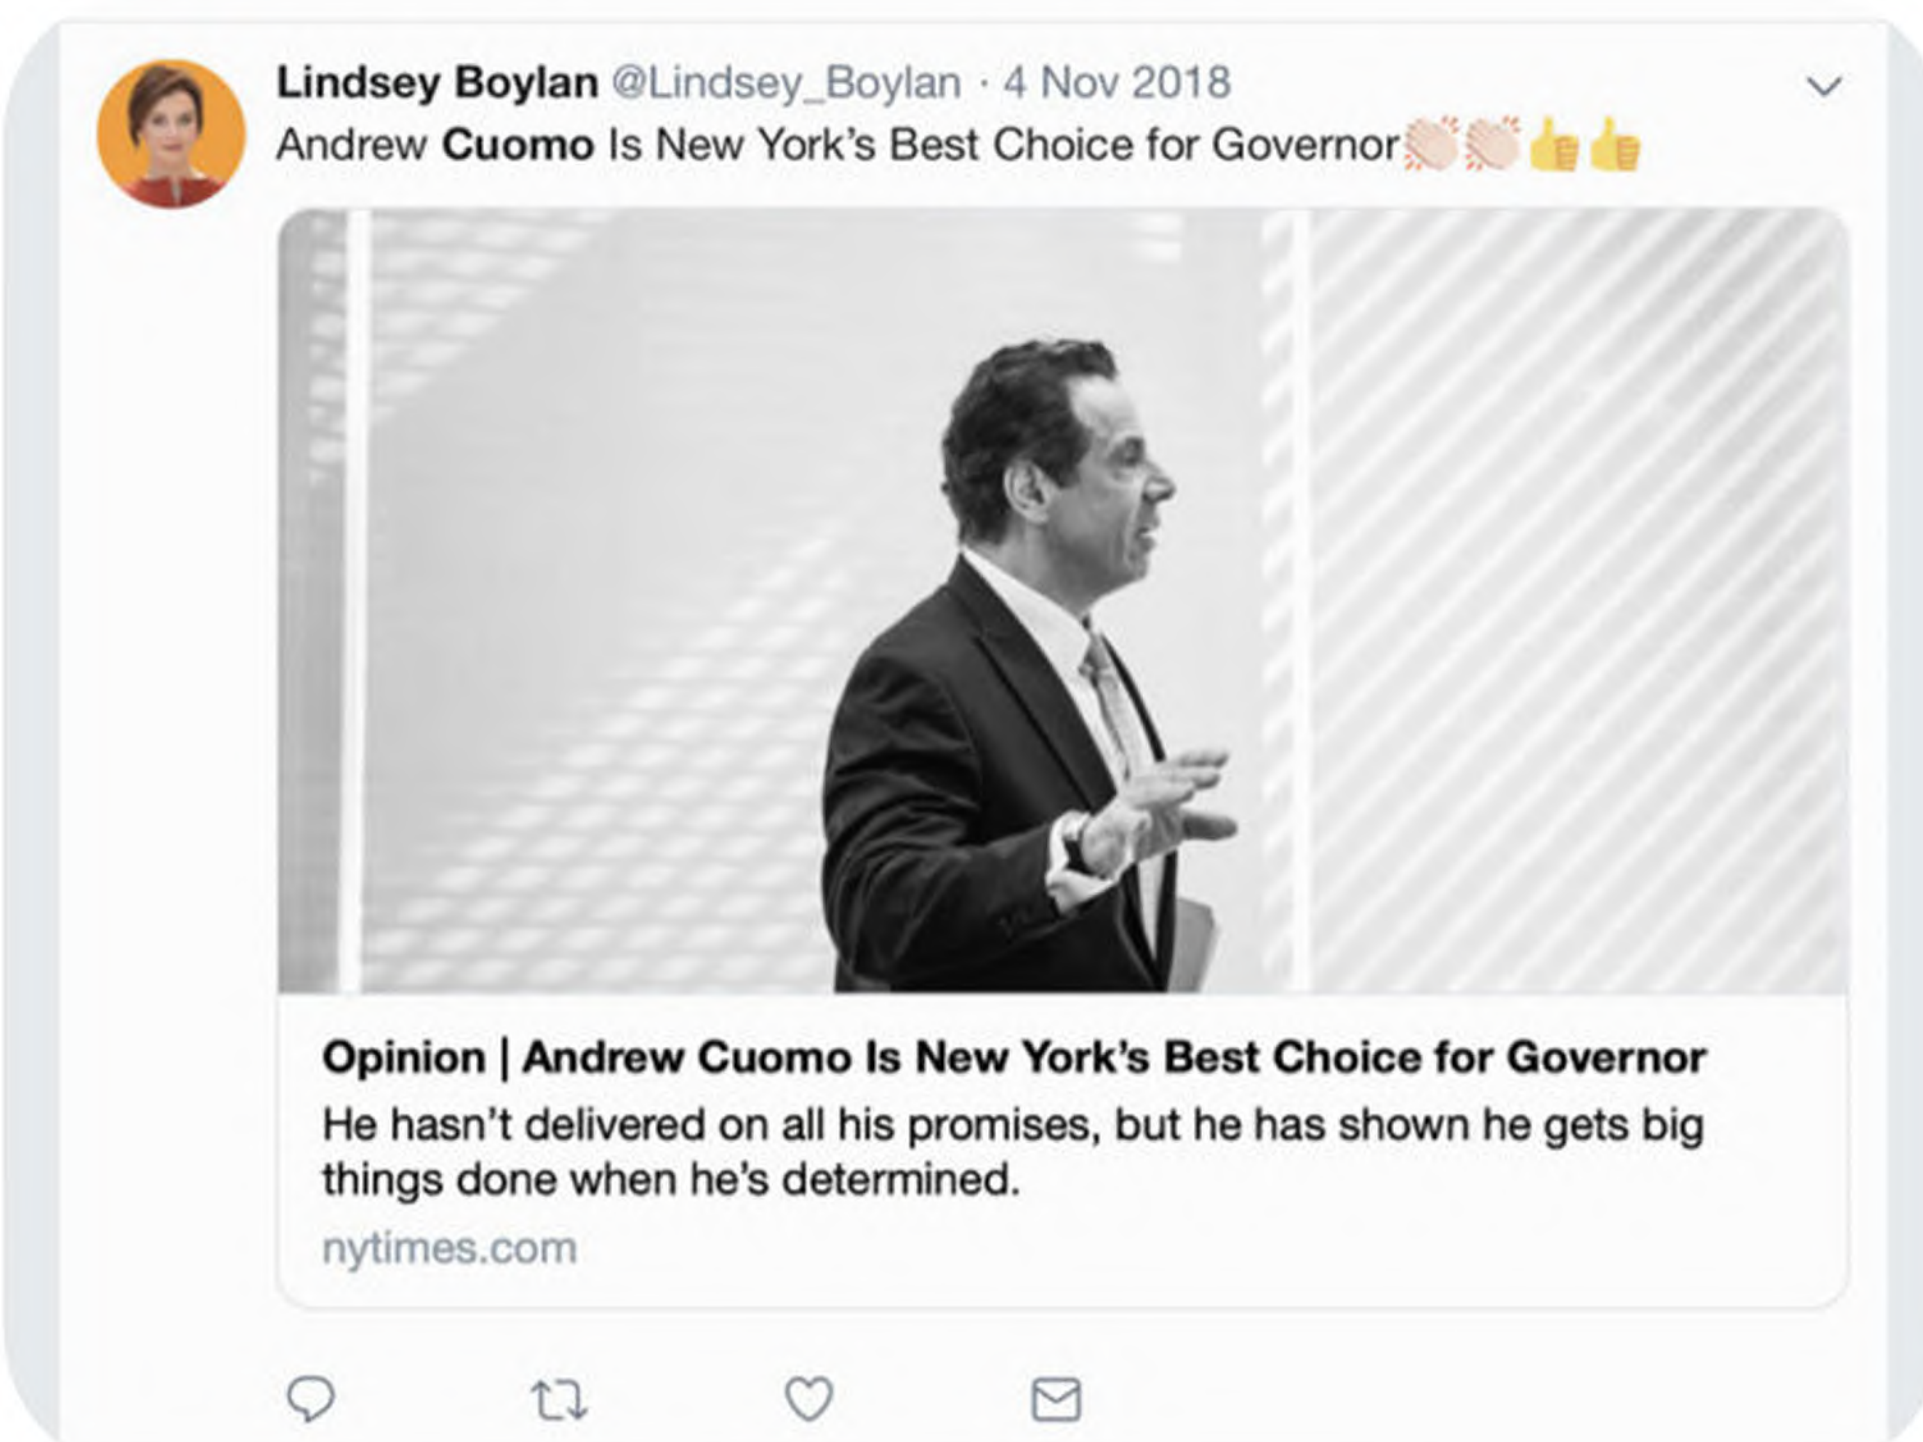 Lindsey Boylan @Lindsey_Boylan · 4 Nov 2018
Andrew Cuomo Is New York’s Best Choice for Governor👏🏻👏🏻👍👍
Opinion | Andrew Cuomo Is New York’s Best Choice for Governor
He hasn’t delivered on all his promises, but he has shown he gets big
things done when he’s determined.
nytimes.com